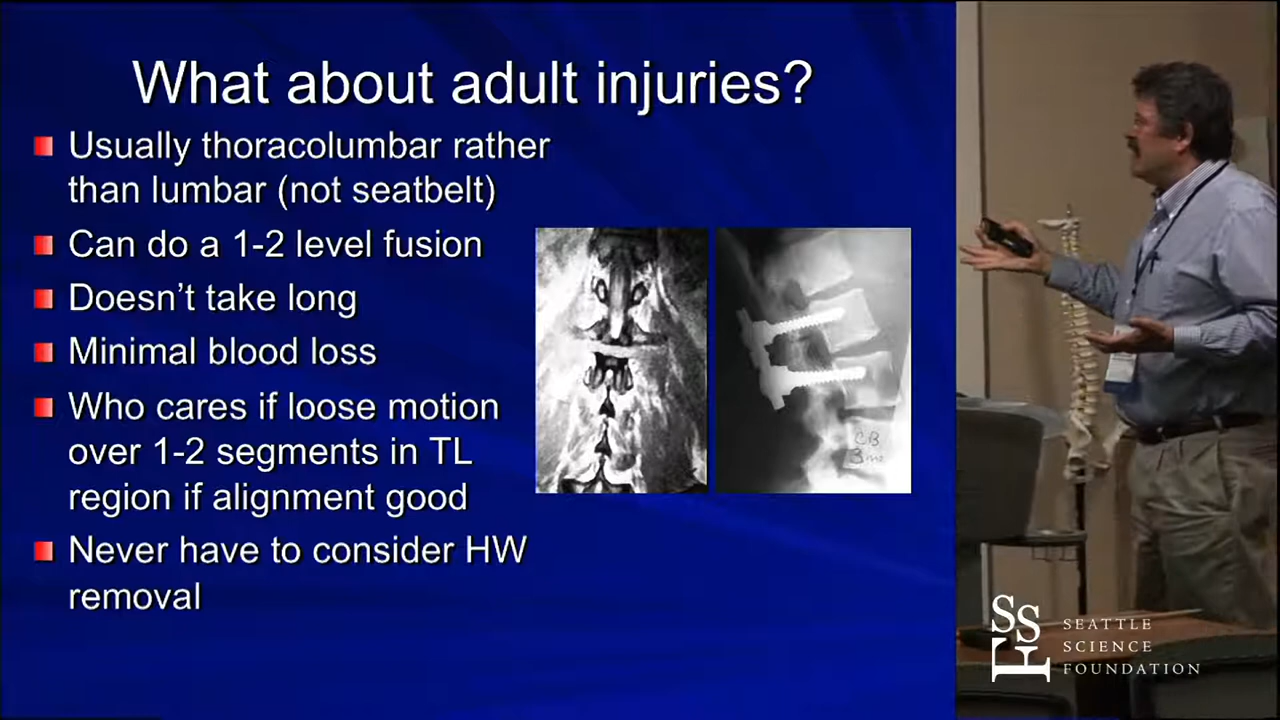 What about adult injuries?
Usually thoracolumbar rather
than lumbar (not seatbelt)
Can do a 1-2 level fusion
Doesn't take long
Minimal blood loss
Who cares if loose motion
over 1-2 segments in TL
region if alignment good
Never have to consider HW
removal
CB
SSF
SEATTLE
SCIENCE
FOUNDATION